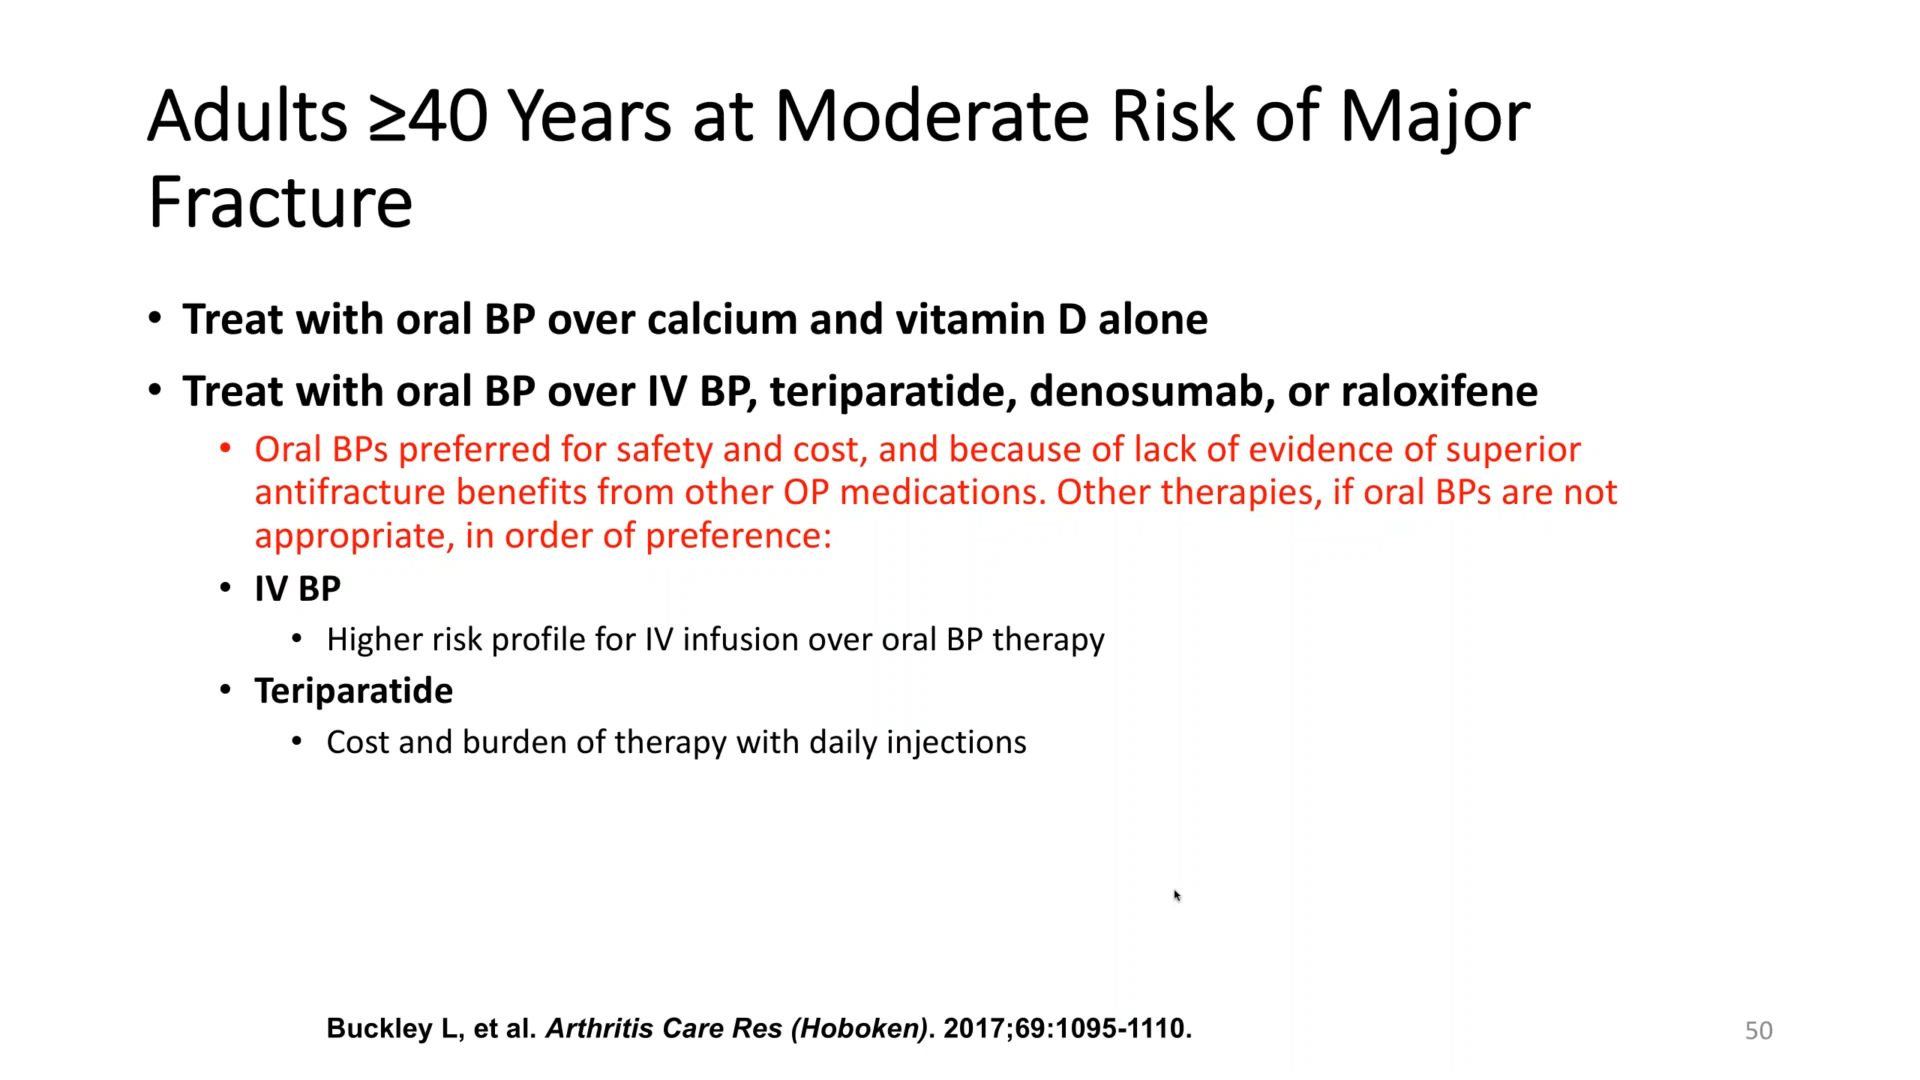 Adults ≥40 Years at Moderate Risk of Major
Fracture
• Treat with oral BP over calcium and vitamin D alone
• Treat with oral BP over IV BP, teriparatide, denosumab, or raloxifene
• Oral BPs preferred for safety and cost, and because of lack of evidence of superior
antifracture benefits from other OP medications. Other therapies, if oral BPs are not
appropriate, in order of preference:
• IV BP
• Higher risk profile for IV infusion over oral BP therapy
• Teriparatide
• Cost and burden of therapy with daily injections
Buckley L, et al. Arthritis Care Res (Hoboken). 2017;69:1095-1110.
50